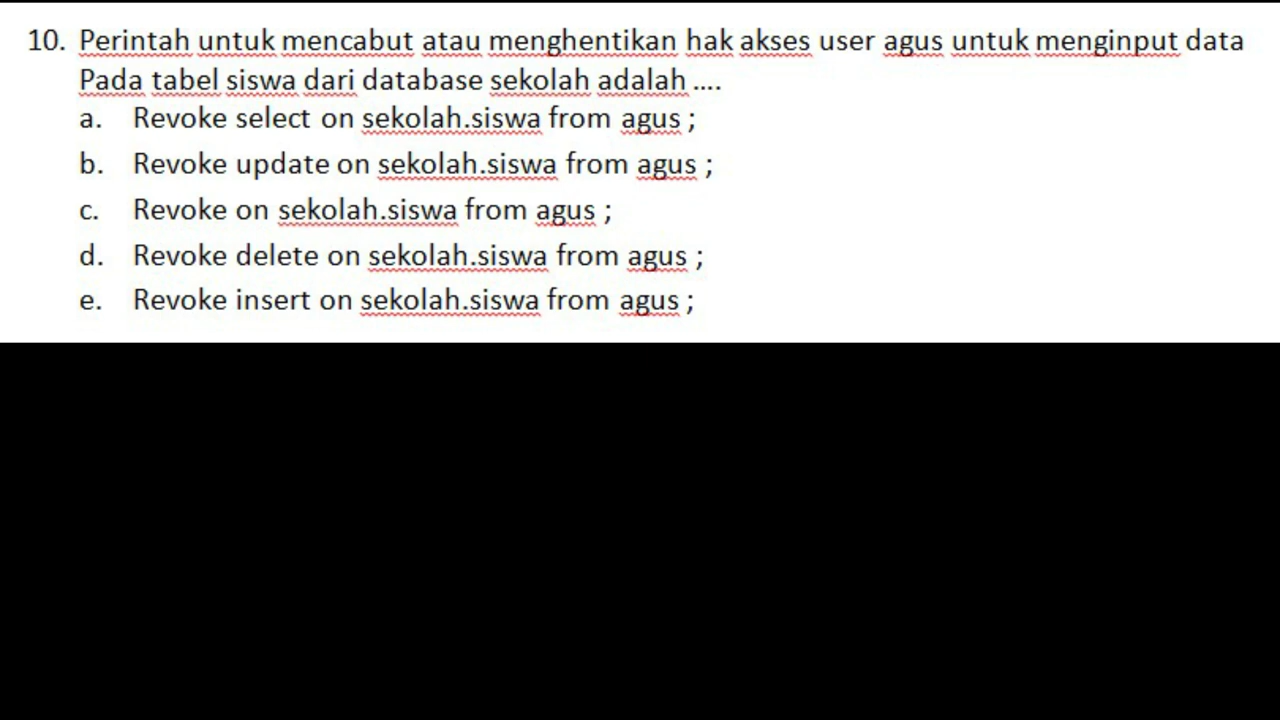 10. Perintah untuk mencabut atau menghentikan hak akses user agus untuk menginput data
Pada tabel siswa dari database sekolah adalah ....
a. Revoke select on sekolah.siswa from agus ;
b. Revoke update on sekolah.siswa from agus ;
c. Revoke on sekolah.siswa from agus ;
d. Revoke delete on sekolah.siswa from agus ;
e. Revoke insert on sekolah.siswa from agus ;